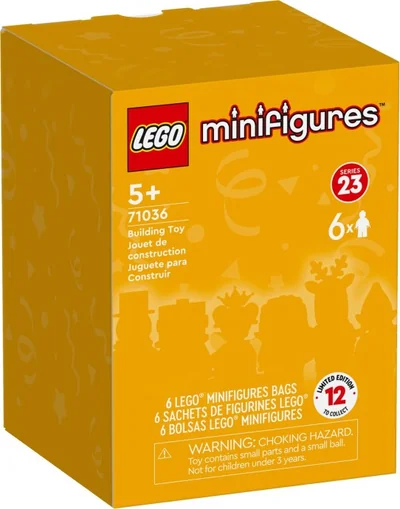 LEGO
minifigures™
SERIES
23
5+
71036
6x
Building Toy
Jouet de
construction
Juguete para
Construir
6 LEGO® MINIFIGURES BAGS
6 SACHETS DE FIGURINES LEGO®
6 BOLSAS LEGO® MINIFIGURES
LIMITED EDITION
12
TO COLLECT
WARNING: CHOKING HAZARD.
Toy contains small parts and a small ball.
Not for children under 3 years.